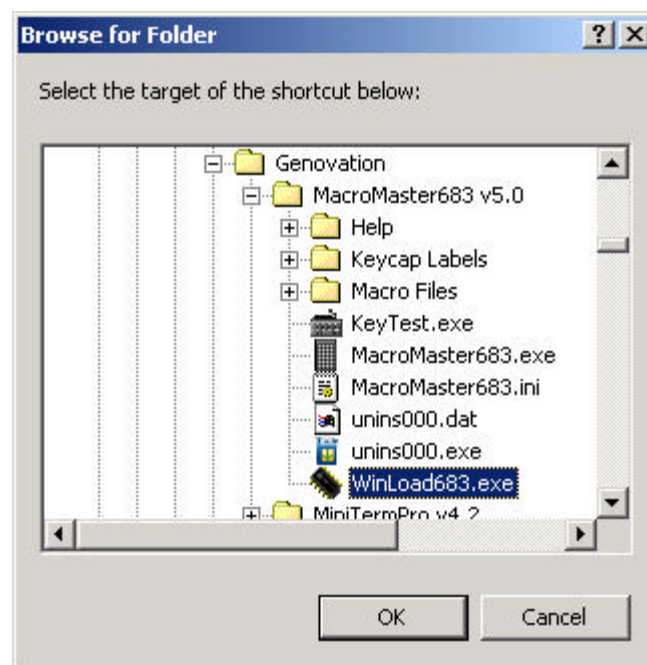 Browse for Folder
Select the target of the shortcut below:
Genovation
MacroMaster683 v5.0
Help
Keycap Labels
Macro Files
KeyTest.exe
MacroMaster683.exe
MacroMaster683.ini
unins000.dat
unins000.exe
WinLoad683.exe
MiniTermPro v4.2
OK Cancel